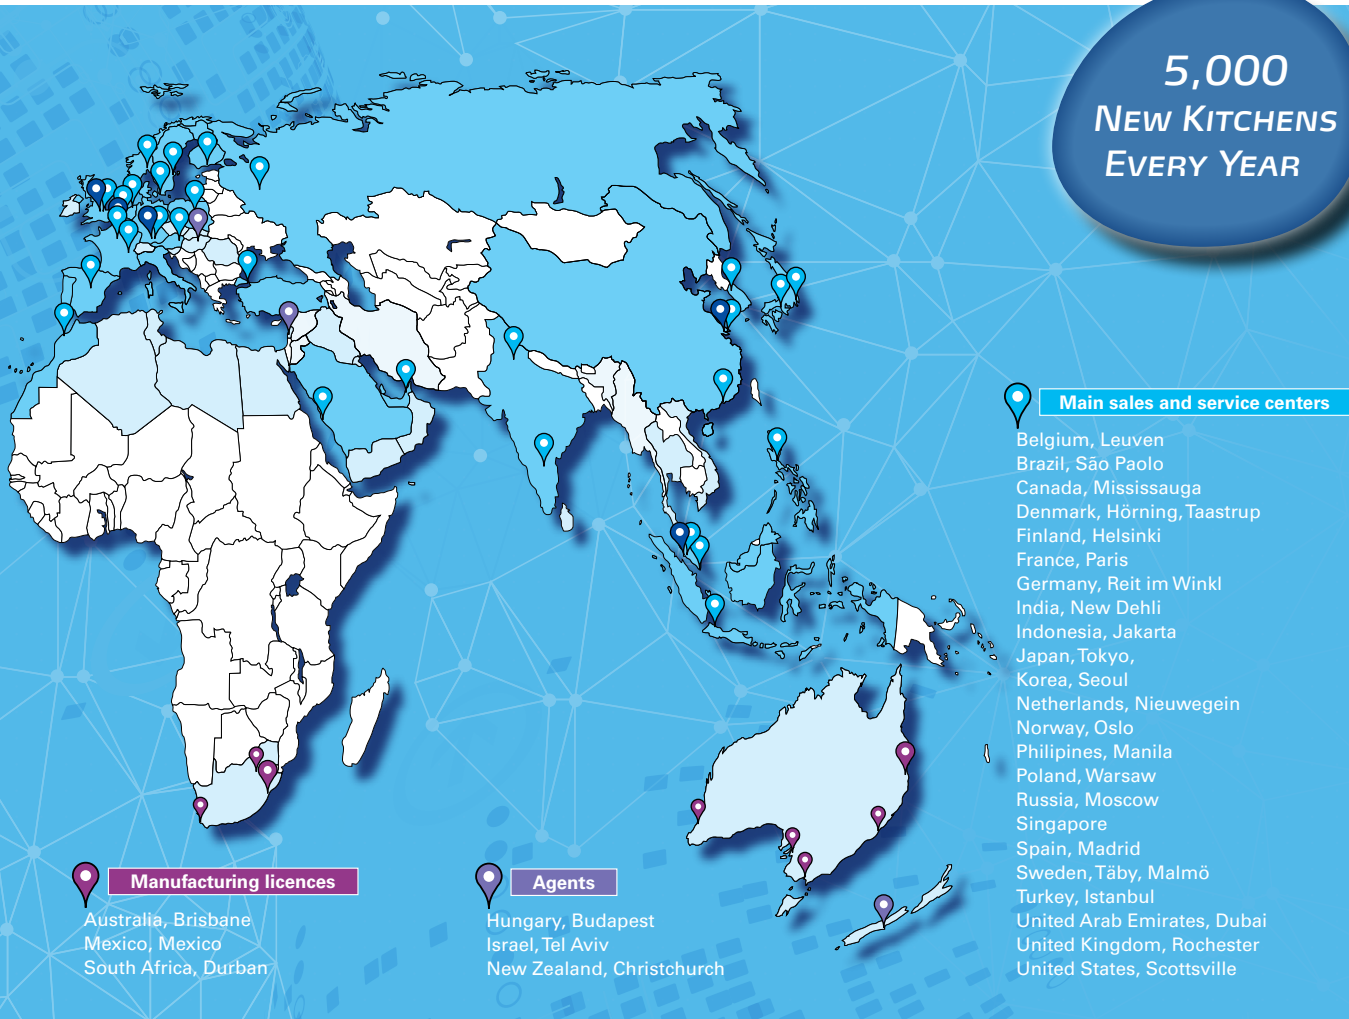 5,000
NEW KITCHENS
EVERY YEAR
Main sales and service centers
Belgium, Leuven
Brazil, São Paolo
Canada, Mississauga
Denmark, Hörning, Taastrup
Finland, Helsinki
France, Paris
Germany, Reit im Winkl
India, New Dehli
Indonesia, Jakarta
Japan, Tokyo,
Korea, Seoul
Netherlands, Nieuwegein
Norway, Oslo
Philipines, Manila
Poland, Warsaw
Russia, Moscow
Singapore
Spain, Madrid
Sweden, Täby, Malmö
Turkey, Istanbul
United Arab Emirates, Dubai
United Kingdom, Rochester
United States, Scottsville
Manufacturing licences
Australia, Brisbane
Mexico, Mexico
South Africa, Durban
Agents
Hungary, Budapest
Israel, Tel Aviv
New Zealand, Christchurch